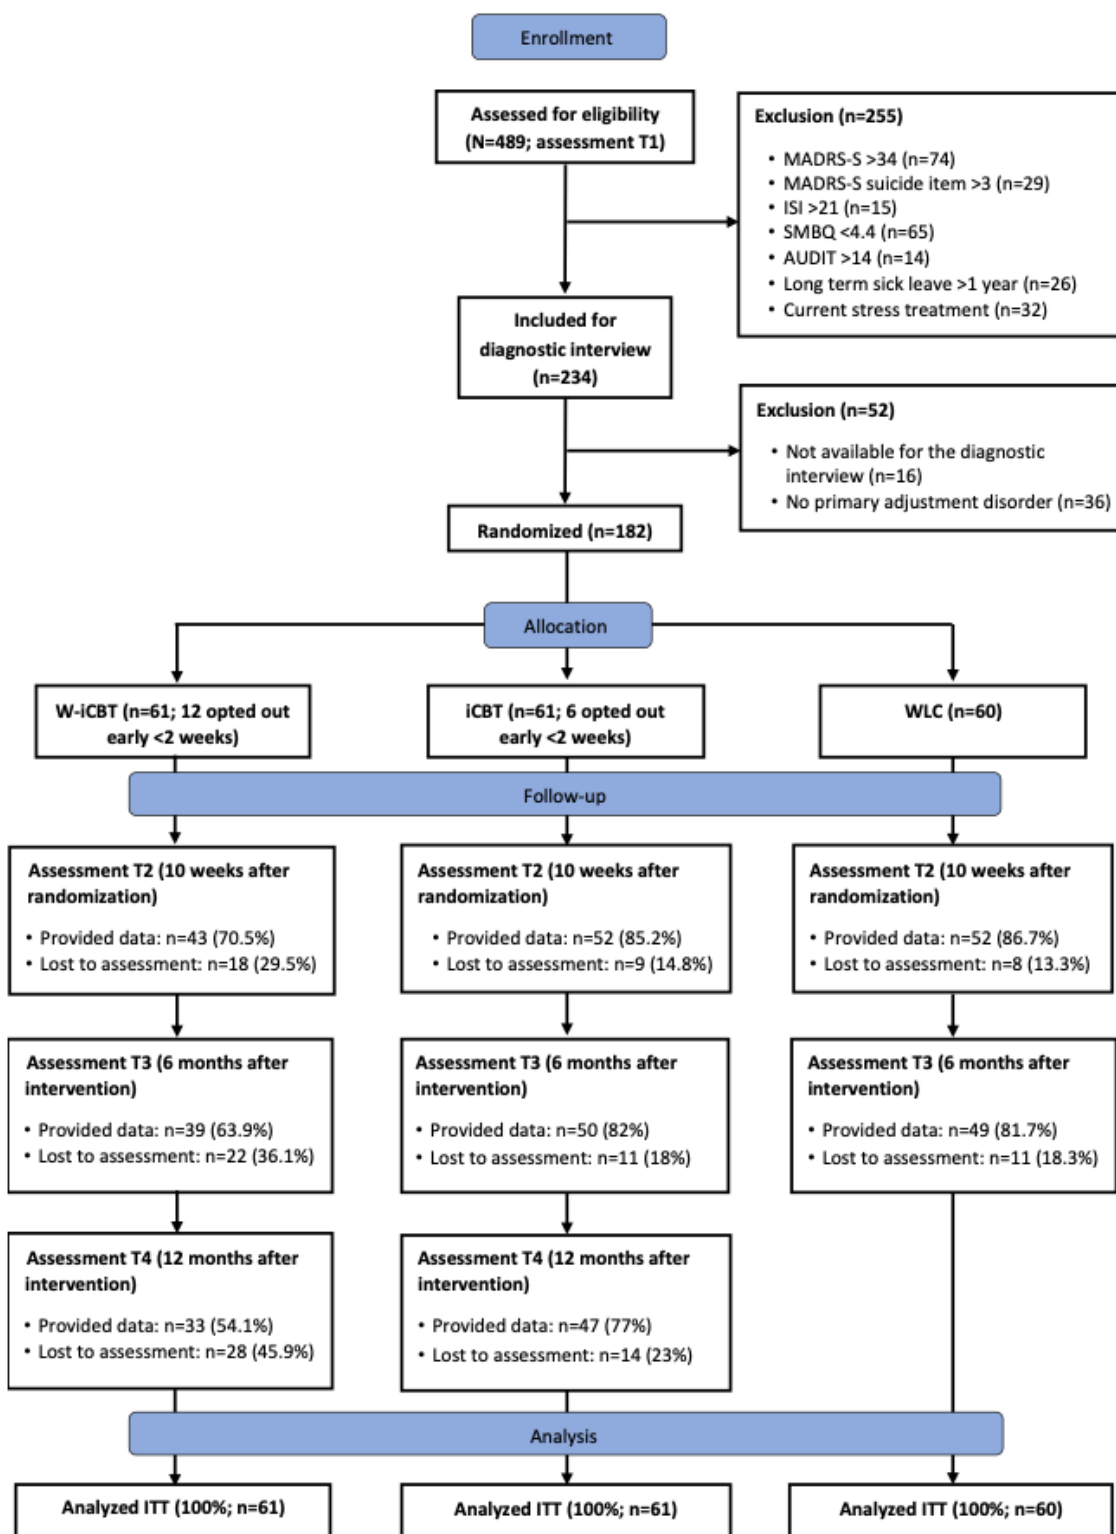 Enrollment
Assessed for eligibility
(N=489; assessment T1)
Exclusion (n=255)
• MADRS-S >34 (n=74)
• MADRS-S suicide item >3 (n=29)
• ISI >21 (n=15)
• SMBQ <4.4 (n=65)
• AUDIT >14 (n=14)
• Long term sick leave >1 year (n=26)
• Current stress treatment (n=32)
Included for
diagnostic interview
(n=234)
Exclusion (n=52)
• Not available for the diagnostic
interview (n=16)
• No primary adjustment disorder (n=36)
Randomized (n=182)
Allocation
W-iCBT (n=61; 12 opted out
early <2 weeks)
iCBT (n=61; 6 opted out
early <2 weeks)
WLC (n=60)
Follow-up
Assessment T2 (10 weeks after
randomization)
• Provided data: n=43 (70.5%)
• Lost to assessment: n=18 (29.5%)
Assessment T2 (10 weeks after
randomization)
• Provided data: n=52 (85.2%)
• Lost to assessment: n=9 (14.8%)
Assessment T2 (10 weeks after
randomization)
• Provided data: n=52 (86.7%)
• Lost to assessment: n=8 (13.3%)
Assessment T3 (6 months after
intervention)
• Provided data: n=39 (63.9%)
• Lost to assessment: n=22 (36.1%)
Assessment T3 (6 months after
intervention)
• Provided data: n=50 (82%)
• Lost to assessment: n=11 (18%)
Assessment T3 (6 months after
intervention)
• Provided data: n=49 (81.7%)
• Lost to assessment: n=11 (18.3%)
Assessment T4 (12 months after
intervention)
• Provided data: n=33 (54.1%)
• Lost to assessment: n=28 (45.9%)
Assessment T4 (12 months after
intervention)
• Provided data: n=47 (77%)
• Lost to assessment: n=14 (23%)
Analysis
Analyzed ITT (100%; n=61)
Analyzed ITT (100%; n=61)
Analyzed ITT (100%; n=60)